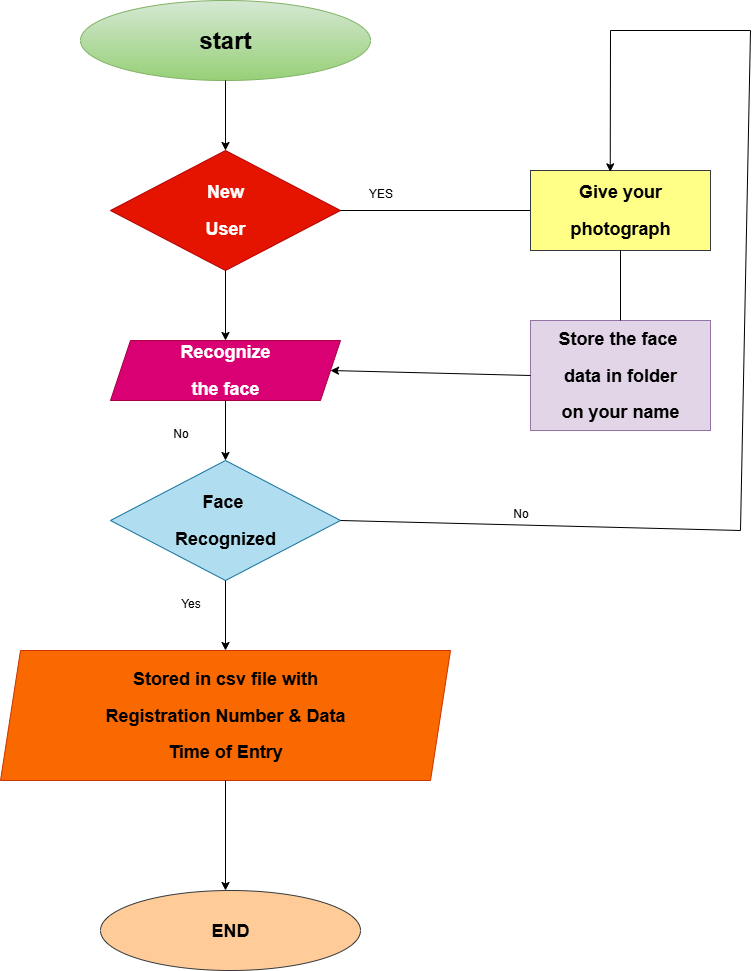 start
New
User
YES
Give your
photograph
Recognize
the face
Store the face
data in folder
on your name
No
Face
Recognized
No
Yes
Stored in csv file with
Registration Number & Data
Time of Entry
END